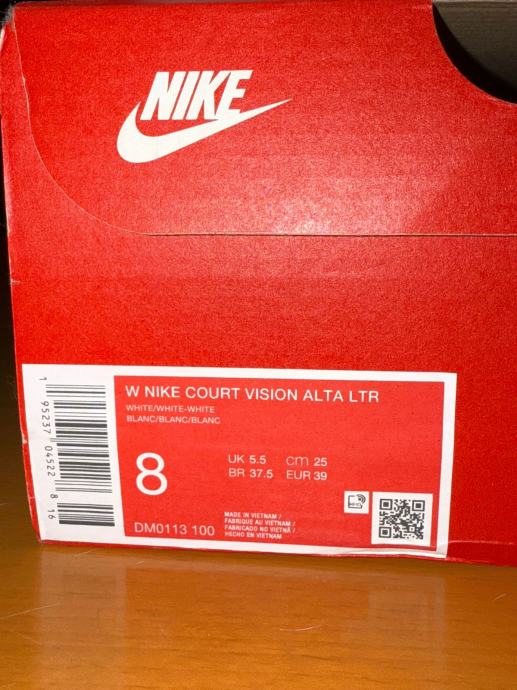 NIKE
W NIKE COURT VISION ALTA LTR
WHITE/WHITE-WHITE
BLANC/BLANC/BLANC
8
UK 5.5 cm 25
BR 37.5 EUR 39
DM0113 100
MADE IN VIETNAM /
FABRIQUÉ AU VIETNAM /
FABRICADO NO VIETNÃ /
HECHO EN VIETNAM
1 95237 04522 8 16